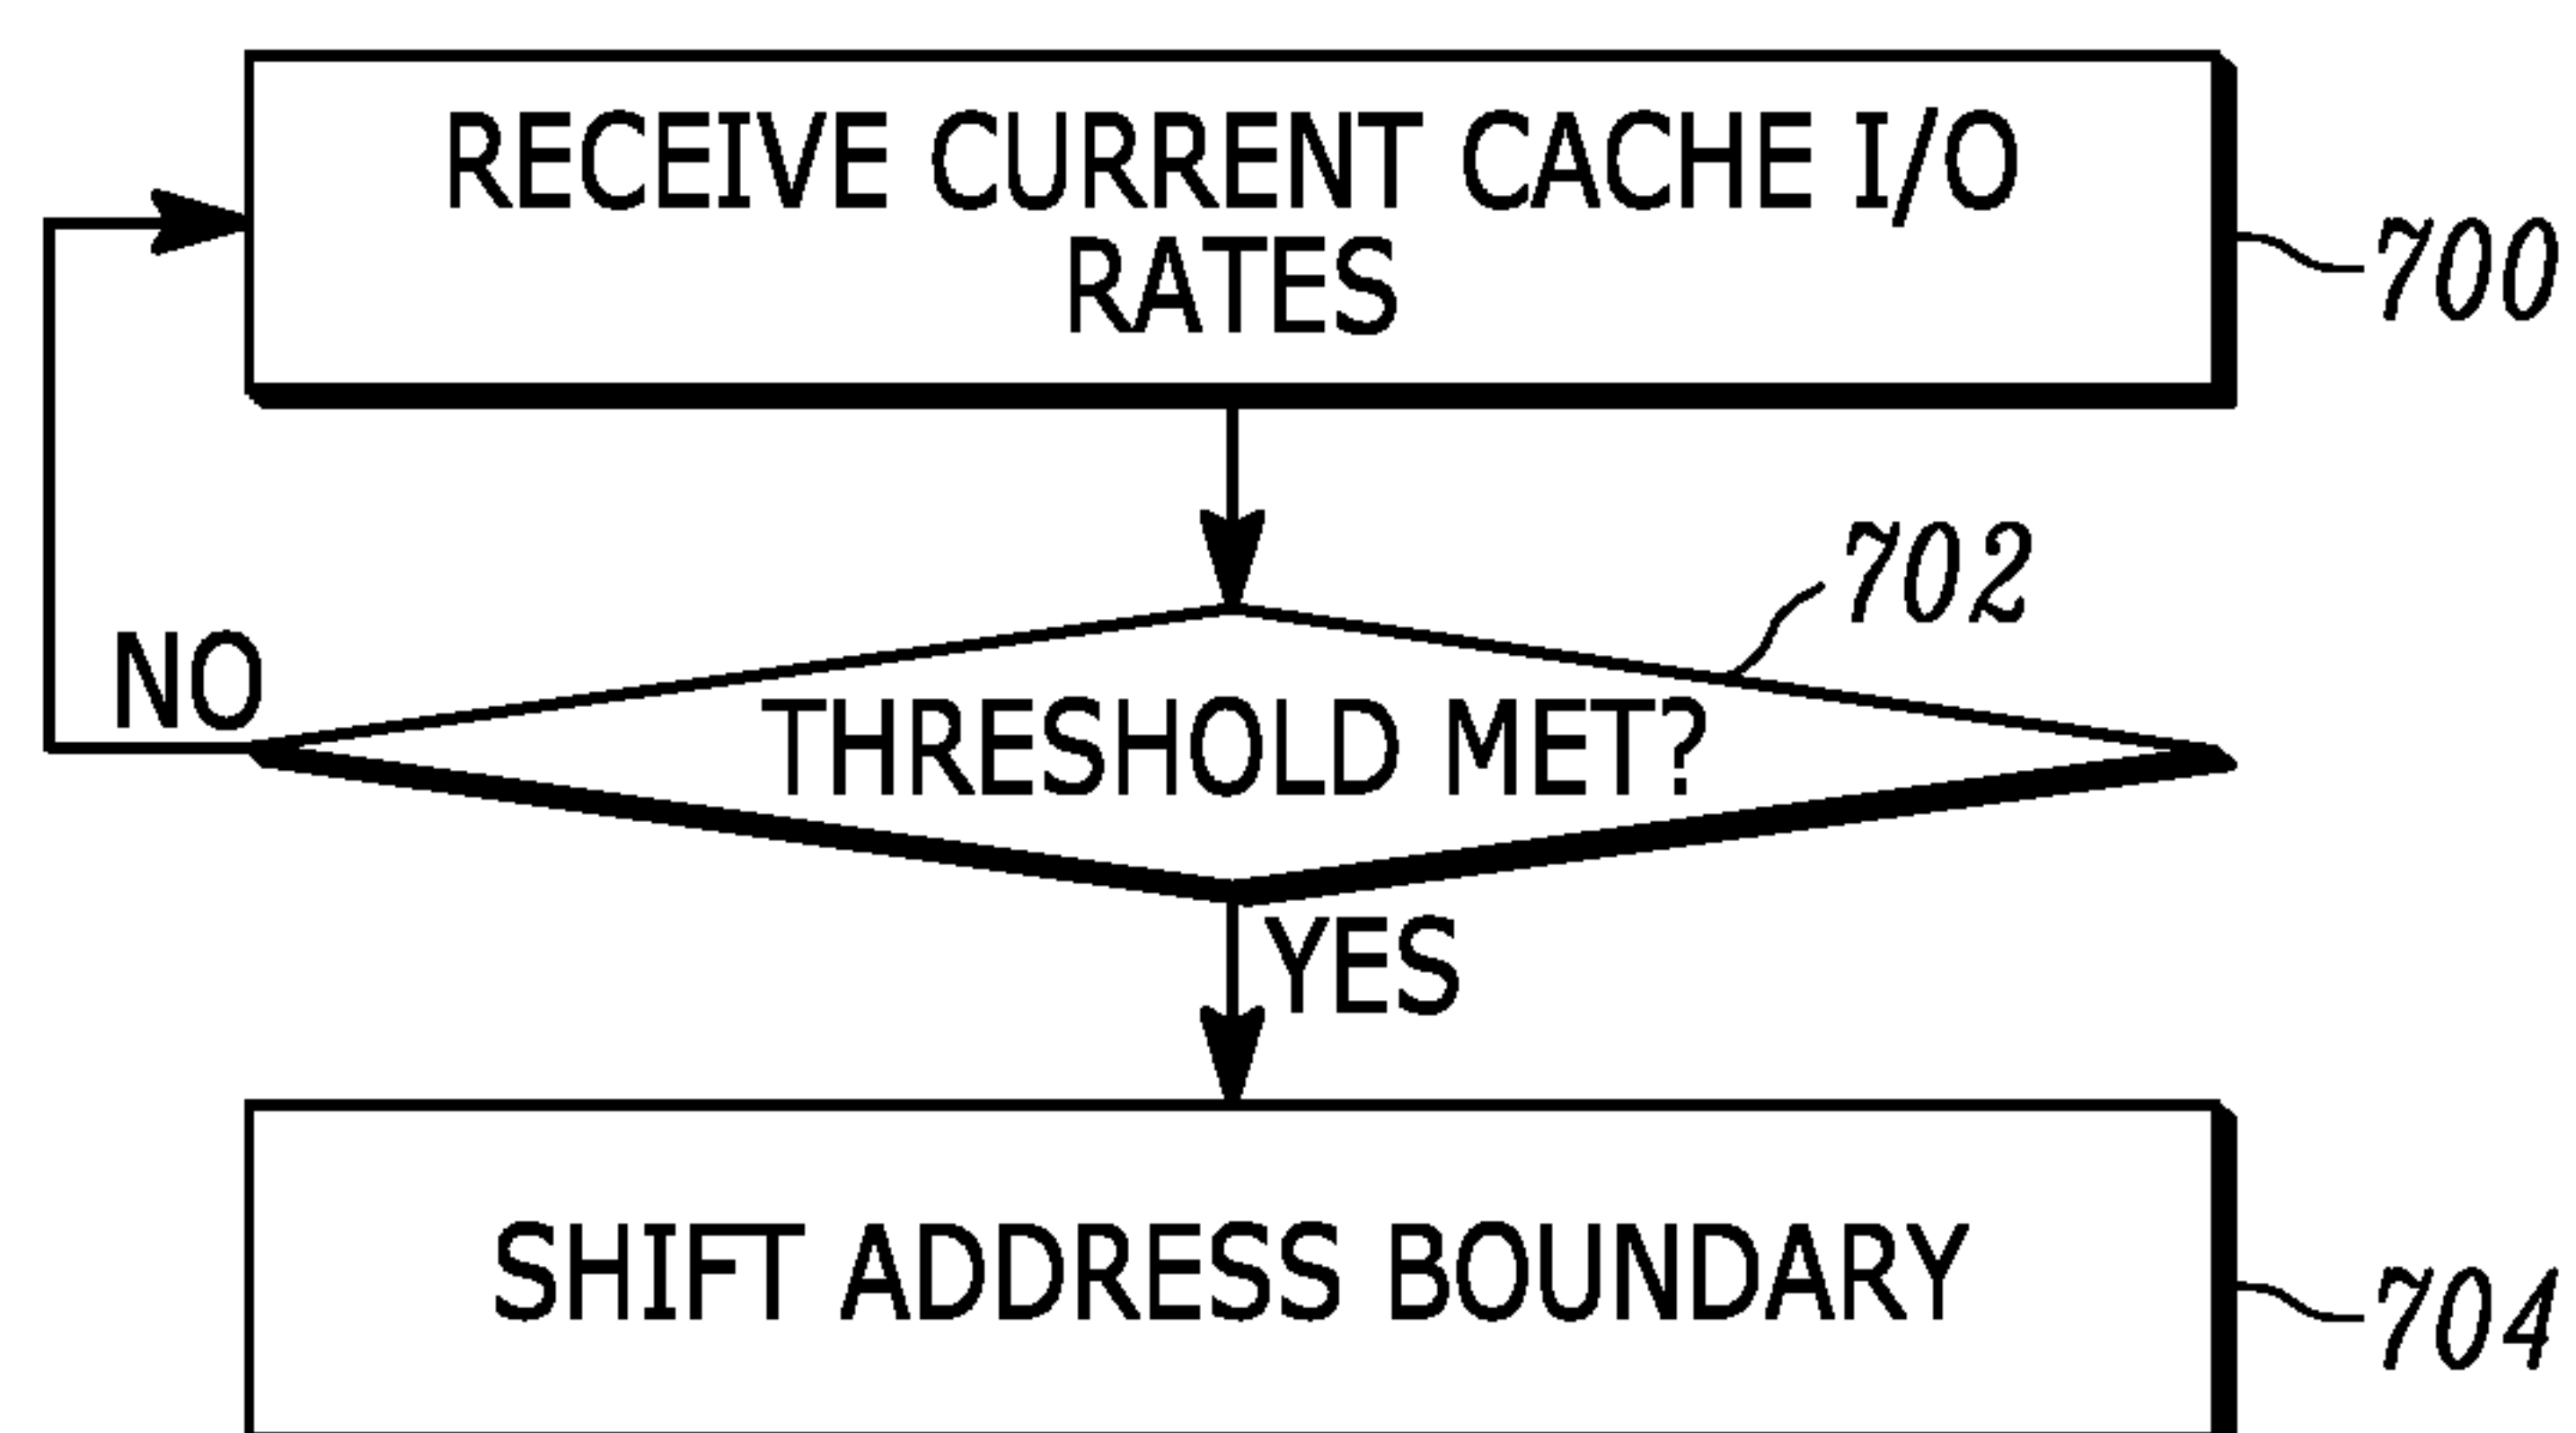 RECEIVE CURRENT CACHE I/O
RATES
700
702
NO
THRESHOLD MET?
YES
SHIFT ADDRESS BOUNDARY
704